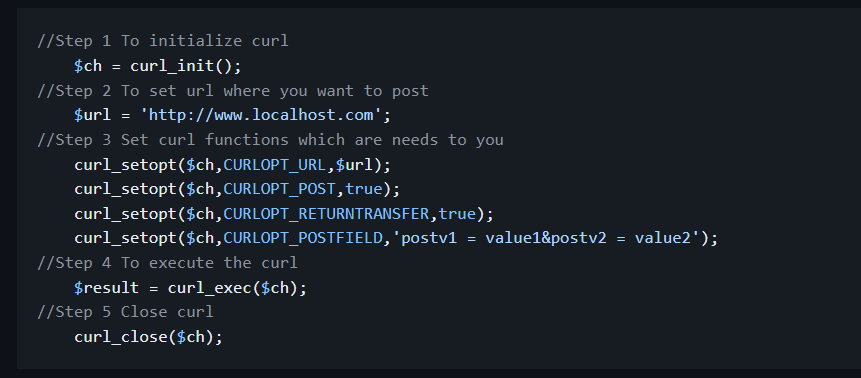 //Step 1 To initialize curl
$ch = curl_init();
//Step 2 To set url where you want to post
$url = 'http://www.localhost.com';
//Step 3 Set curl functions which are needs to you
curl_setopt($ch,CURLOPT_URL,$url);
curl_setopt($ch,CURLOPT_POST,true);
curl_setopt($ch,CURLOPT_RETURNTRANSFER,true);
curl_setopt($ch,CURLOPT_POSTFIELD,'postv1 = value1&postv2 = value2');
//Step 4 To execute the curl
$result = curl_exec($ch);
//Step 5 Close curl
curl_close($ch);